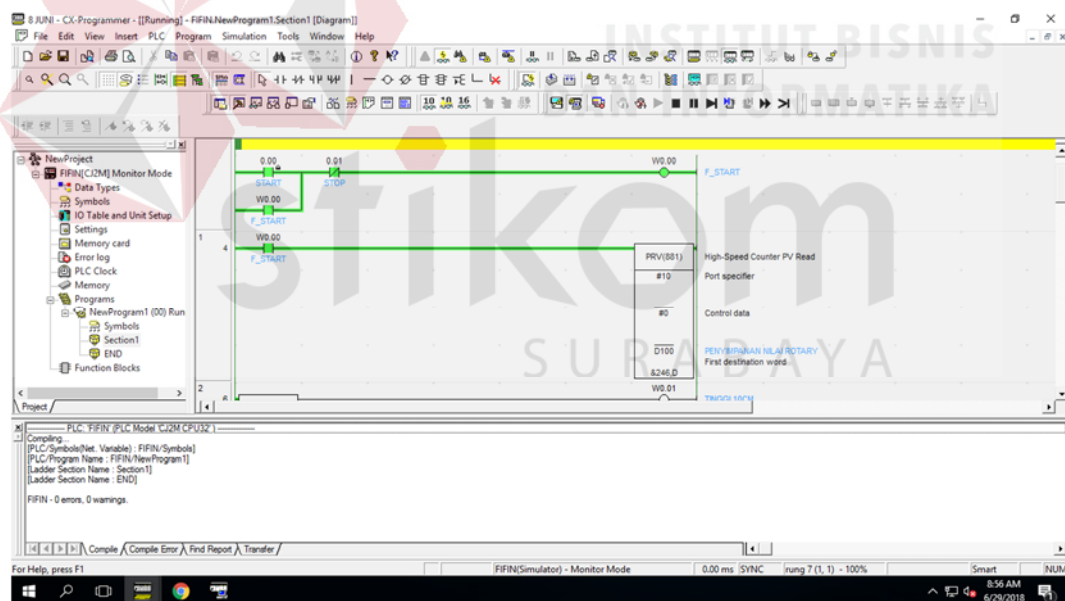 8 JUNI - CX-Programmer - [[Running] - FIFIN.NewProgram1.Section1 [Diagram]]
File Edit View Insert PLC Program Simulation Tools Window Help
INSTITUT BISNIS
DAN INFORMATIKA
stikom
SURABAYA
10 10 16
NewProject
FIFIN[CJ2M] Monitor Mode
Data Types
Symbols
IO Table and Unit Setup
Settings
Memory card
Error log
PLC Clock
Memory
Programs
NewProgram1 (00) Run
Symbols
Section1
END
Function Blocks
Project
0.00
START
0.01
STOP
W0.00
F_START
W0.00
F_START
1
4
W0.00
F_START
PRV(881) High-Speed Counter PV Read
#10 Port specifier
#0 Control data
D100 PENYIMPANAN NILAI ROTARY
First destination word
&246,D
2
W0.01
TINGGI 10CM
PLC: 'FIFIN' (PLC Model 'CJ2M CPU32')
Compiling...
[PLC/Symbols(Net. Variable) : FIFIN/Symbols]
[PLC/Program Name : FIFIN/NewProgram1]
[Ladder Section Name : Section1]
[Ladder Section Name : END]
FIFIN - 0 errors, 0 warnings.
Compile Compile Error Find Report Transfer
For Help, press F1
FIFIN(Simulator) - Monitor Mode
0.00 ms SYNC rung 7 (1, 1) - 100% Smart NUM
8:56 AM
6/29/2018